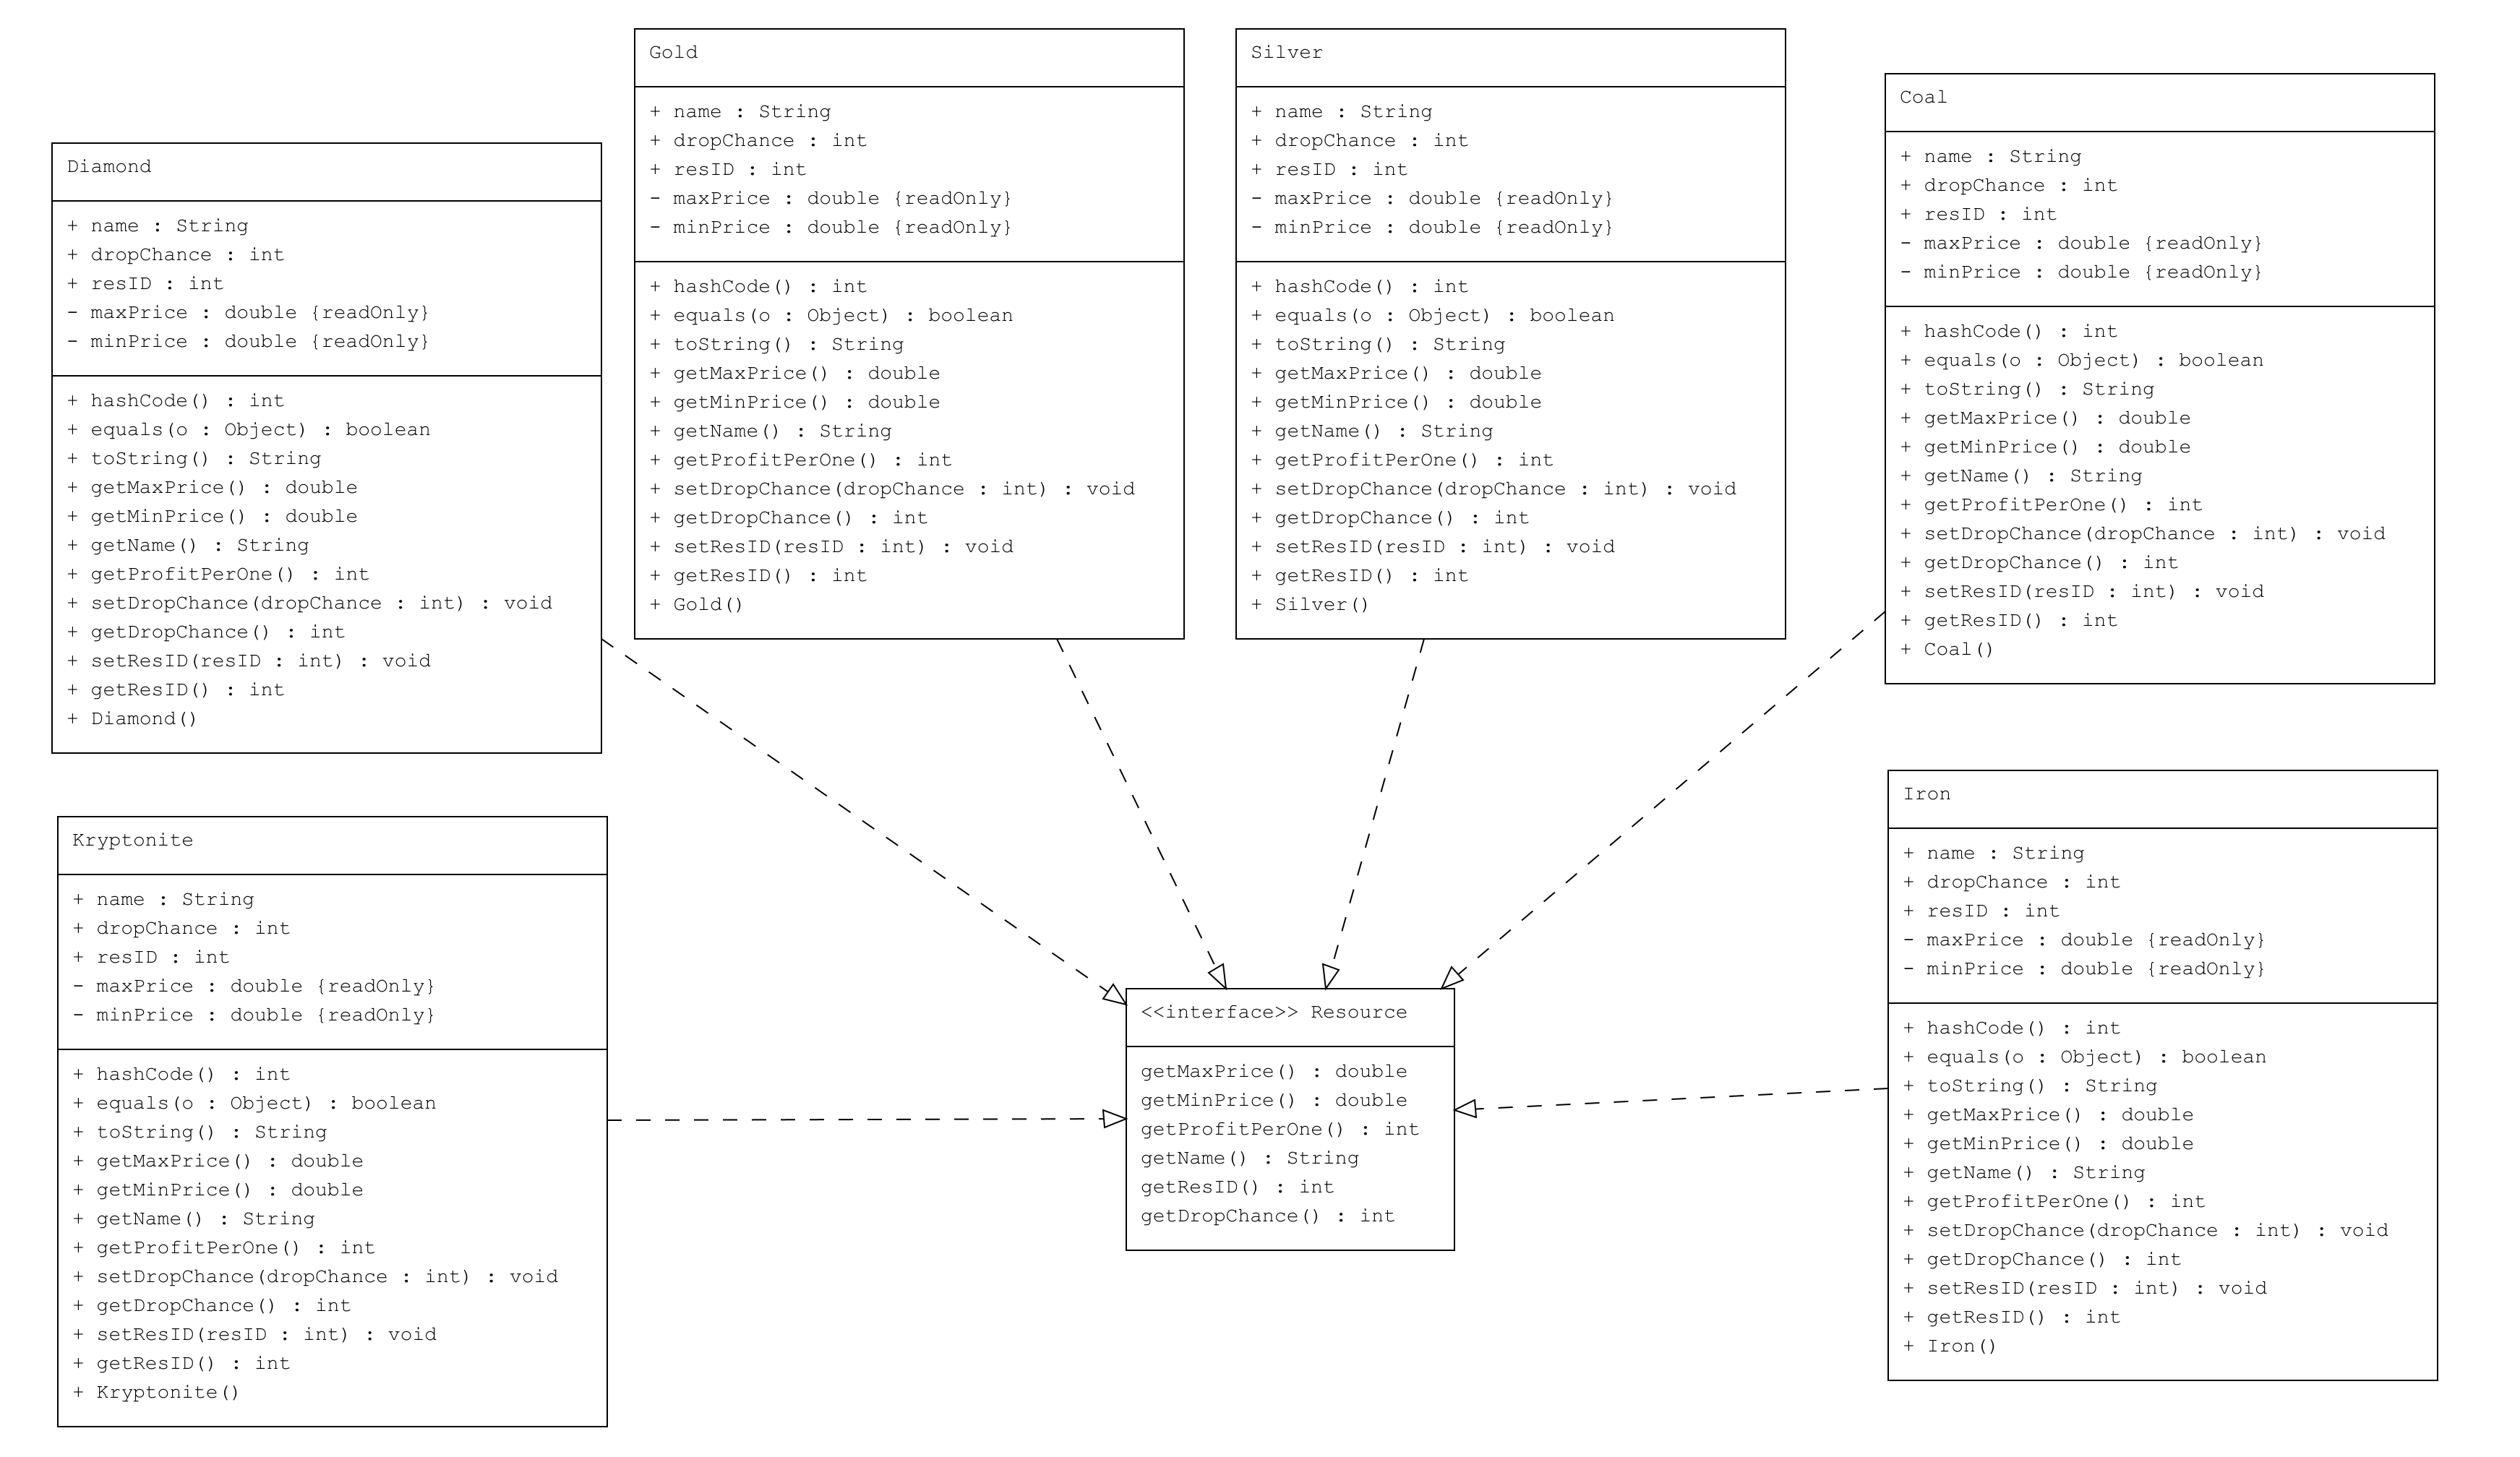 Diamond
+ name : String
+ dropChance : int
+ resID : int
- maxPrice : double {readOnly}
- minPrice : double {readOnly}
+ hashCode() : int
+ equals(o : Object) : boolean
+ toString() : String
+ getMaxPrice() : double
+ getMinPrice() : double
+ getName() : String
+ getProfitPerOne() : int
+ setDropChance(dropChance : int) : void
+ getDropChance() : int
+ setResID(resID : int) : void
+ getResID() : int
+ Diamond()
Gold
+ name : String
+ dropChance : int
+ resID : int
- maxPrice : double {readOnly}
- minPrice : double {readOnly}
+ hashCode() : int
+ equals(o : Object) : boolean
+ toString() : String
+ getMaxPrice() : double
+ getMinPrice() : double
+ getName() : String
+ getProfitPerOne() : int
+ setDropChance(dropChance : int) : void
+ getDropChance() : int
+ setResID(resID : int) : void
+ getResID() : int
+ Gold()
Silver
+ name : String
+ dropChance : int
+ resID : int
- maxPrice : double {readOnly}
- minPrice : double {readOnly}
+ hashCode() : int
+ equals(o : Object) : boolean
+ toString() : String
+ getMaxPrice() : double
+ getMinPrice() : double
+ getName() : String
+ getProfitPerOne() : int
+ setDropChance(dropChance : int) : void
+ getDropChance() : int
+ setResID(resID : int) : void
+ getResID() : int
+ Silver()
Coal
+ name : String
+ dropChance : int
+ resID : int
- maxPrice : double {readOnly}
- minPrice : double {readOnly}
+ hashCode() : int
+ equals(o : Object) : boolean
+ toString() : String
+ getMaxPrice() : double
+ getMinPrice() : double
+ getName() : String
+ getProfitPerOne() : int
+ setDropChance(dropChance : int) : void
+ getDropChance() : int
+ setResID(resID : int) : void
+ getResID() : int
+ Coal()
Kryptonite
+ name : String
+ dropChance : int
+ resID : int
- maxPrice : double {readOnly}
- minPrice : double {readOnly}
+ hashCode() : int
+ equals(o : Object) : boolean
+ toString() : String
+ getMaxPrice() : double
+ getMinPrice() : double
+ getName() : String
+ getProfitPerOne() : int
+ setDropChance(dropChance : int) : void
+ getDropChance() : int
+ setResID(resID : int) : void
+ getResID() : int
+ Kryptonite()
<<interface>> Resource
getMaxPrice() : double
getMinPrice() : double
getProfitPerOne() : int
getName() : String
getResID() : int
getDropChance() : int
Iron
+ name : String
+ dropChance : int
+ resID : int
- maxPrice : double {readOnly}
- minPrice : double {readOnly}
+ hashCode() : int
+ equals(o : Object) : boolean
+ toString() : String
+ getMaxPrice() : double
+ getMinPrice() : double
+ getName() : String
+ getProfitPerOne() : int
+ setDropChance(dropChance : int) : void
+ getDropChance() : int
+ setResID(resID : int) : void
+ getResID() : int
+ Iron()